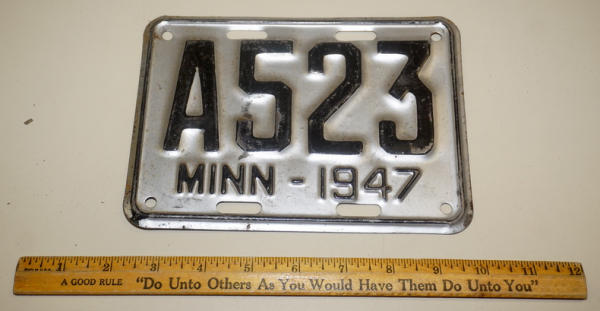 A523
MINN - 1947
1 2 3 4 5 6 7 8 9 10 11 12
A GOOD RULE "Do Unto Others As You Would Have Them Do Unto You"